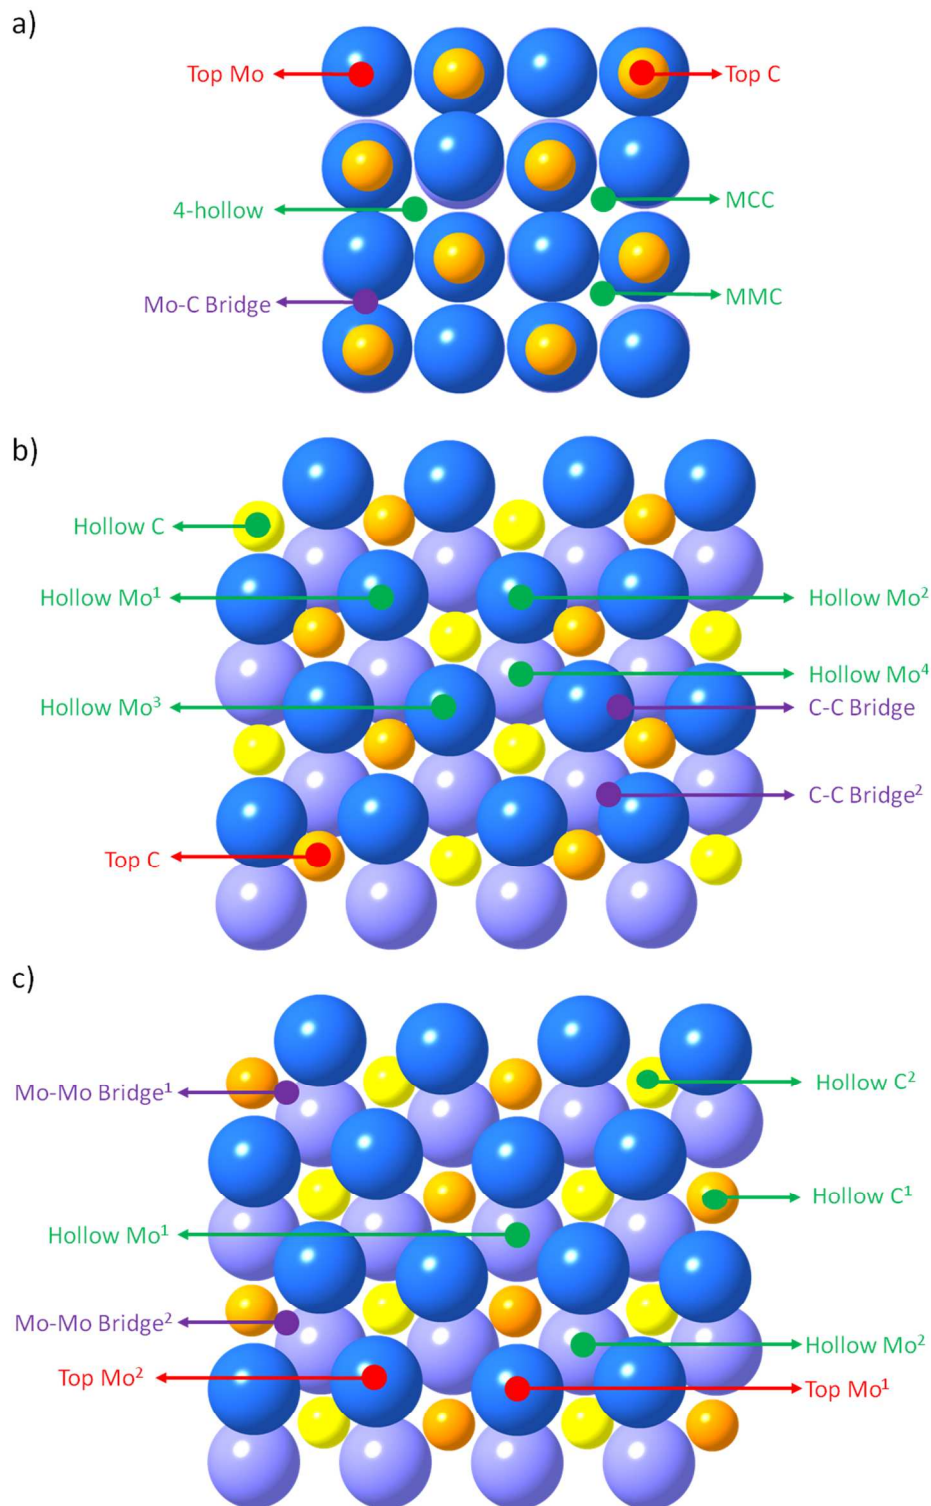 a)
Top Mo
Top C
4-hollow
MCC
Mo-C Bridge
MMC
b)
Hollow C
Hollow Mo¹
Hollow Mo²
Hollow Mo⁴
Hollow Mo³
C-C Bridge
C-C Bridge²
Top C
c)
Mo-Mo Bridge¹
Hollow C²
Hollow C¹
Hollow Mo¹
Mo-Mo Bridge²
Hollow Mo²
Top Mo²
Top Mo¹